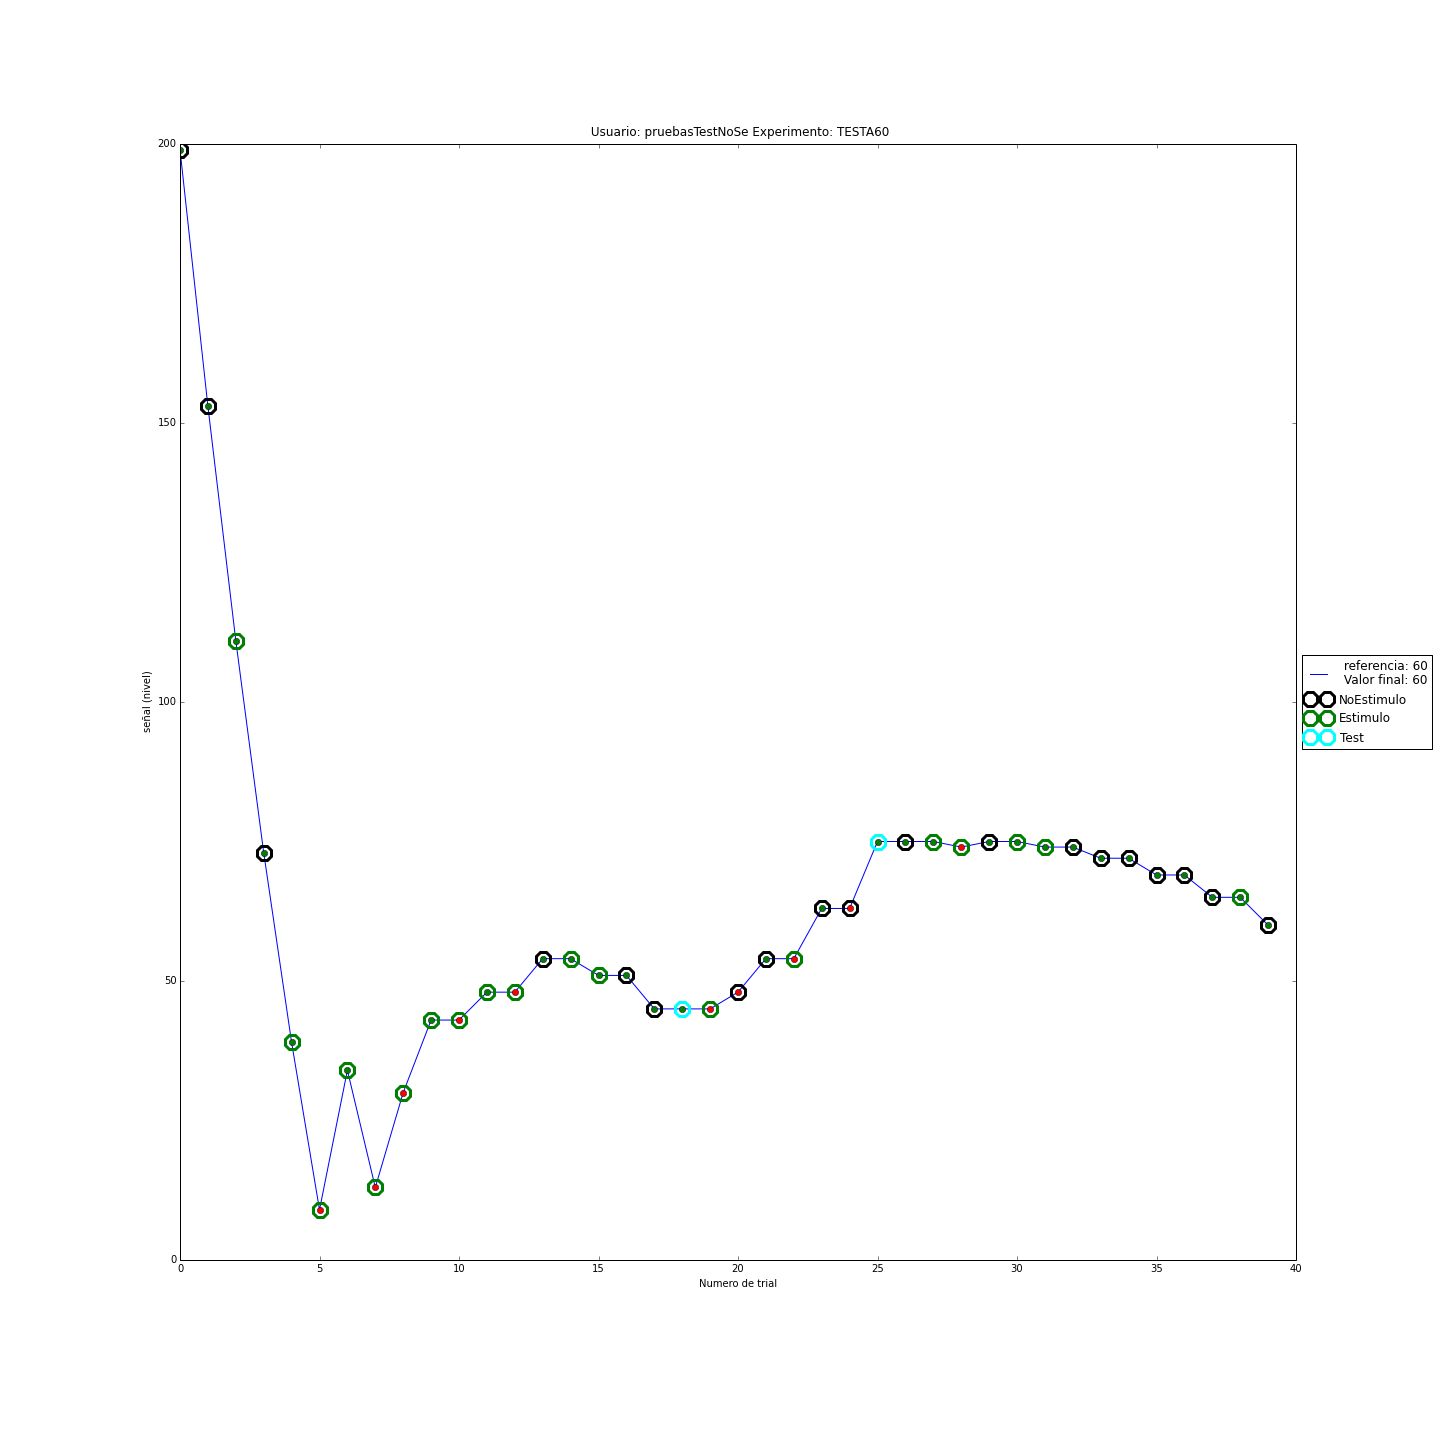 Usuario: pruebasTestNoSe Experimento: TESTA60
200
150
100
50
0
señal (nivel)
0 5 10 15 20 25 30 35 40
Numero de trial
referencia: 60
Valor final: 60
NoEstimulo
Estimulo
Test